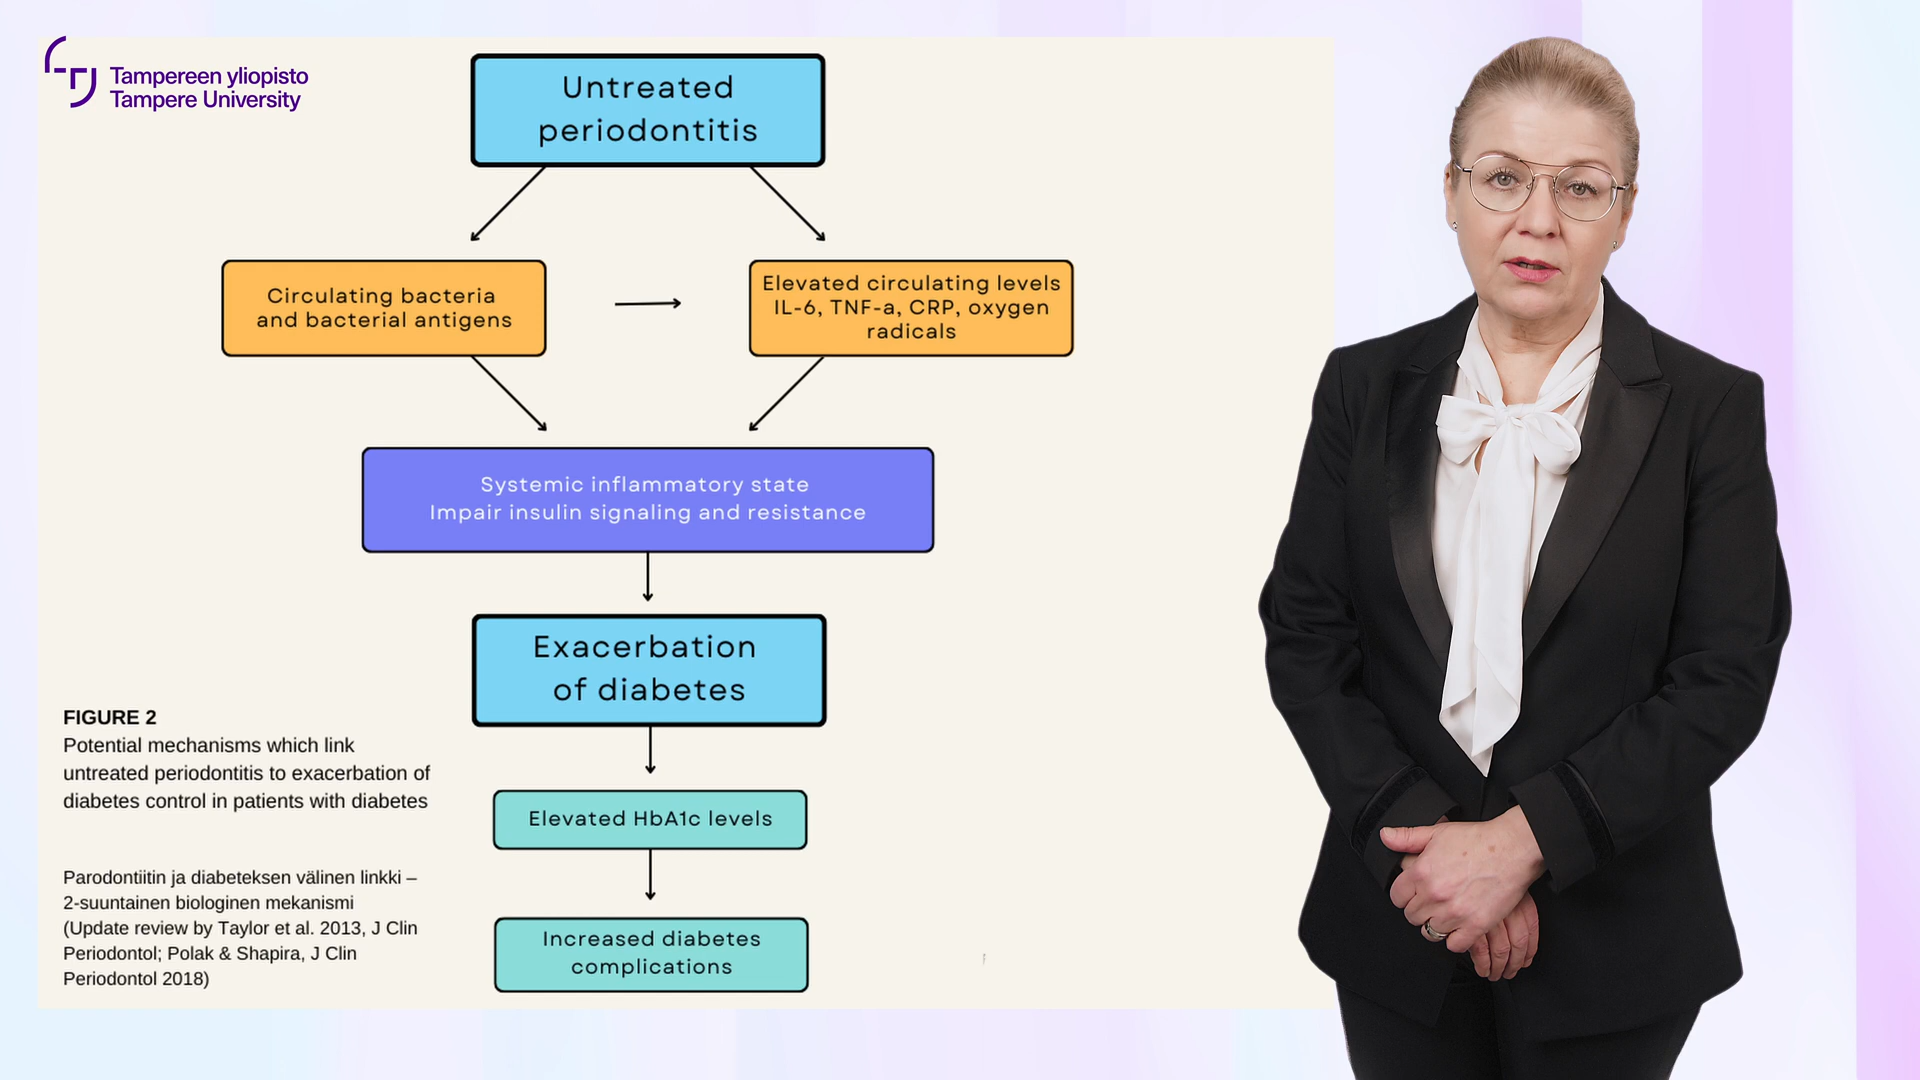 Tampereen yliopisto
Tampere University
Untreated
periodontitis
Circulating bacteria
and bacterial antigens
Elevated circulating levels
IL-6, TNF-a, CRP, oxygen
radicals
Systemic inflammatory state
Impair insulin signaling and resistance
Exacerbation
of diabetes
Elevated HbA1c levels
Increased diabetes
complications
FIGURE 2
Potential mechanisms which link
untreated periodontitis to exacerbation of
diabetes control in patients with diabetes
Parodontiitin ja diabeteksen välinen linkki –
2-suuntainen biologinen mekanismi
(Update review by Taylor et al. 2013, J Clin
Periodontol; Polak & Shapira, J Clin
Periodontol 2018)